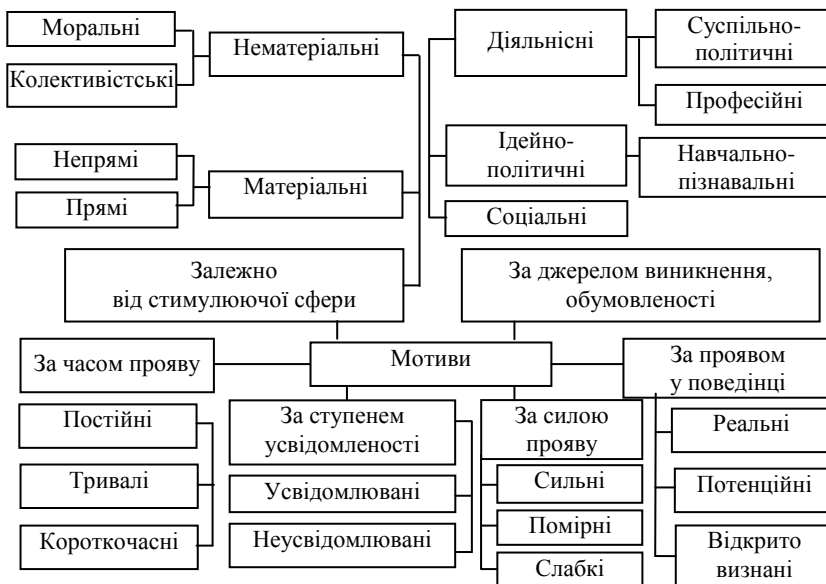 Моральні
Колективістські
Нематеріальні
Непрямі
Прямі
Матеріальні
Діяльнісні
Суспільно-
політичні
Професійні
Ідейно-
політичні
Навчально-
пізнавальні
Соціальні
Залежно
від стимулюючої сфери
За джерелом виникнення,
обумовленості
За часом прояву
Мотиви
За проявом
у поведінці
Постійні
Тривалі
Короткочасні
За ступенем
усвідомленості
Усвідомлювані
Неусвідомлювані
За силою
прояву
Сильні
Помірні
Слабкі
Реальні
Потенційні
Відкрито
визнані